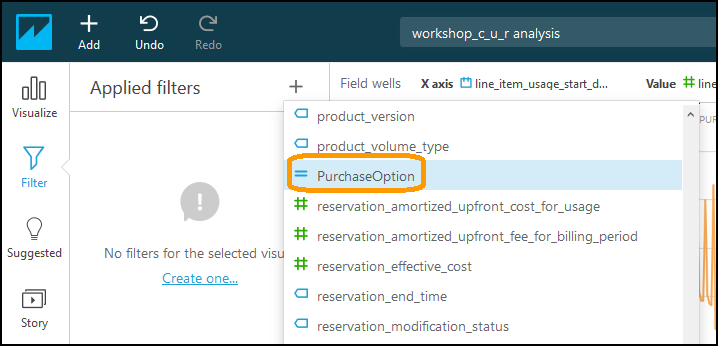 Add
Undo
Redo
workshop_c_u_r analysis
Visualize
Filter
Suggested
Story
Applied filters
No filters for the selected visu
Create one...
Field wells
X axis
line_item_usage_start_d...
Value
line
product_version
product_volume_type
PurchaseOption
reservation_amortized_upfront_cost_for_usage
reservation_amortized_upfront_fee_for_billing_period
reservation_effective_cost
reservation_end_time
reservation_modification_status
PUR